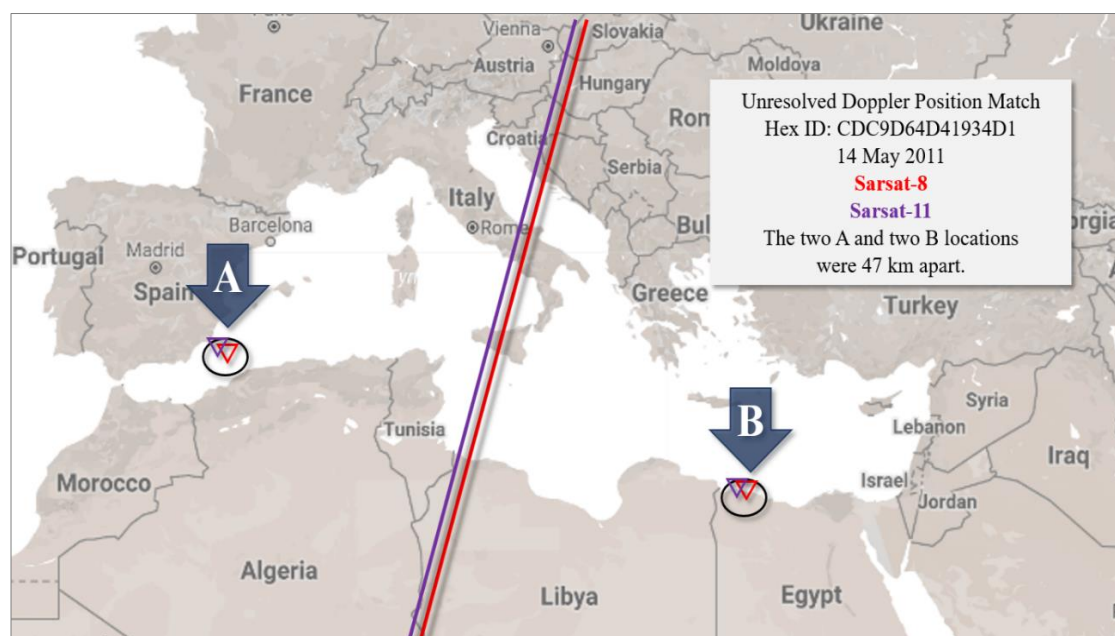 Ukraine
Vienna
Slovakia
Austria
Moldova
France
Hungary
Unresolved Doppler Position Match
Hex ID: CDC9D64D41934D1
14 May 2011
Sarsat-8
Sarsat-11
The two A and two B locations
were 47 km apart.
Croatia
Serbia
Italy
Rome
Barcelona
Portugal
Madrid
Spain
A
Greece
Turkey
B
Syria
Lebanon
Tunisia
Iraq
Israel
Jordan
Morocco
Algeria
Libya
Egypt